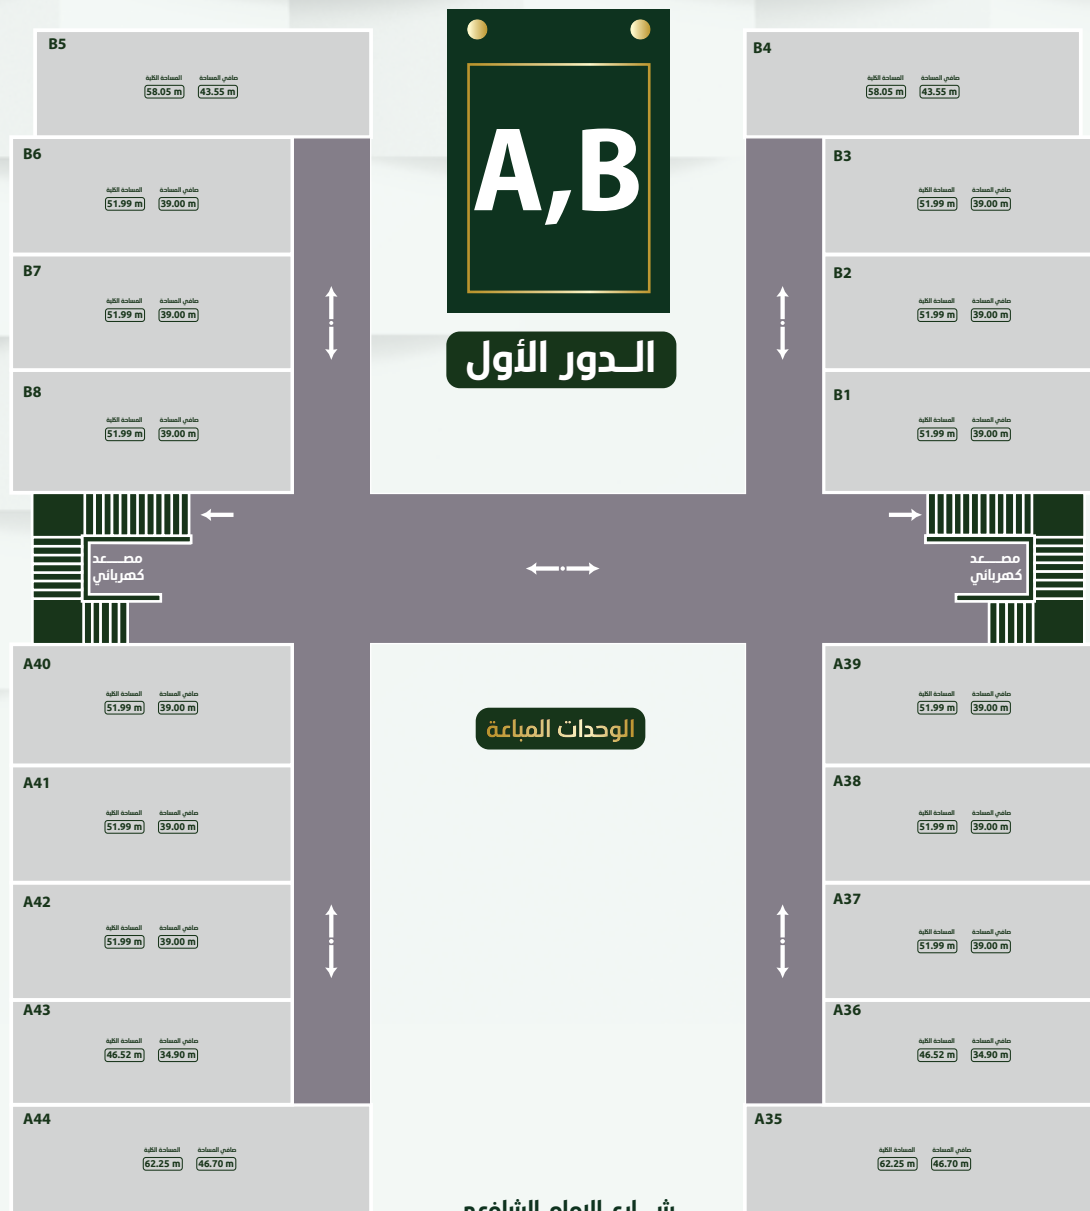 A,B
الــدور الأول
B5
المساحة الكلية صافي المساحة
58.05 m 43.55 m
B4
المساحة الكلية صافي المساحة
58.05 m 43.55 m
B6
المساحة الكلية صافي المساحة
51.99 m 39.00 m
B3
المساحة الكلية صافي المساحة
51.99 m 39.00 m
B7
المساحة الكلية صافي المساحة
51.99 m 39.00 m
B2
المساحة الكلية صافي المساحة
51.99 m 39.00 m
B8
المساحة الكلية صافي المساحة
51.99 m 39.00 m
B1
المساحة الكلية صافي المساحة
51.99 m 39.00 m
مصــــعد
كهربائي
مصــــعد
كهربائي
A40
المساحة الكلية صافي المساحة
51.99 m 39.00 m
A39
المساحة الكلية صافي المساحة
51.99 m 39.00 m
الوحدات المباعة
A41
المساحة الكلية صافي المساحة
51.99 m 39.00 m
A38
المساحة الكلية صافي المساحة
51.99 m 39.00 m
A42
المساحة الكلية صافي المساحة
51.99 m 39.00 m
A37
المساحة الكلية صافي المساحة
51.99 m 39.00 m
A43
المساحة الكلية صافي المساحة
46.52 m 34.90 m
A36
المساحة الكلية صافي المساحة
46.52 m 34.90 m
A44
المساحة الكلية صافي المساحة
62.25 m 46.70 m
A35
المساحة الكلية صافي المساحة
62.25 m 46.70 m